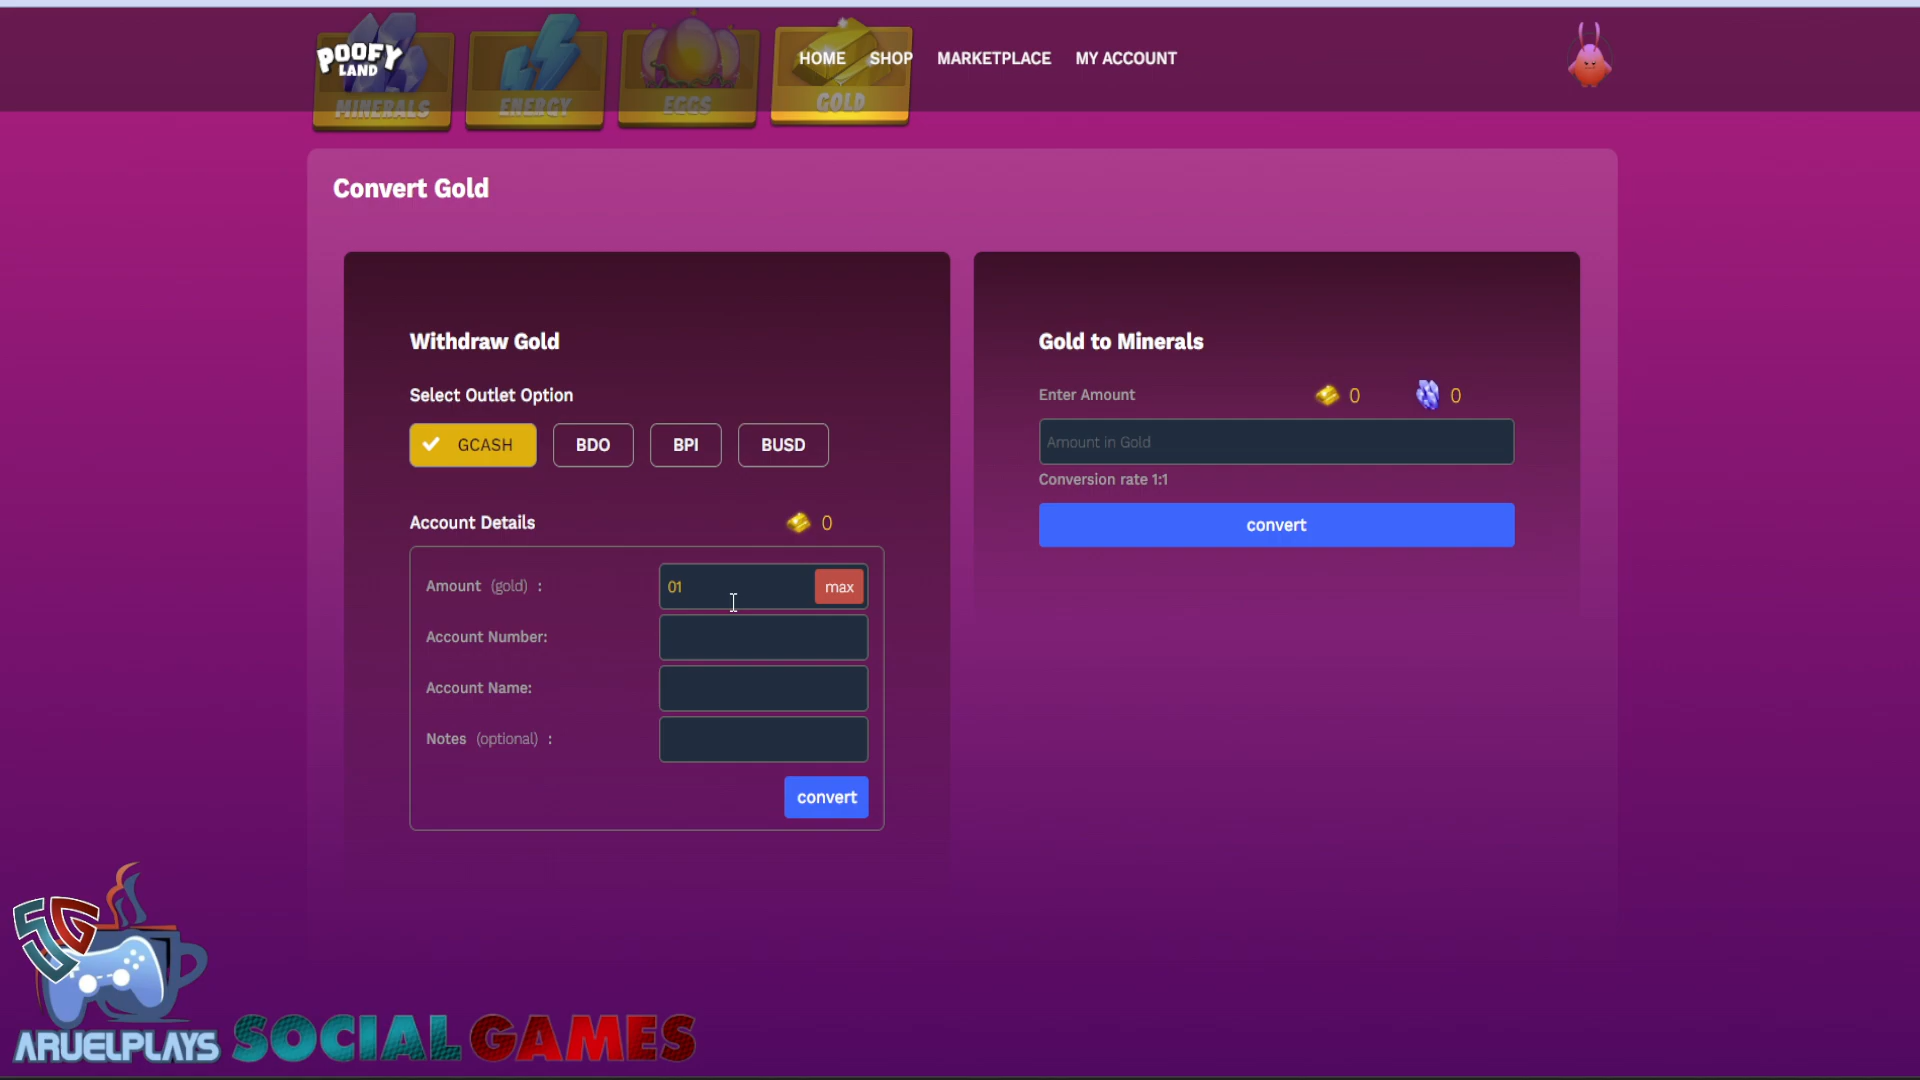 POOFY
LAND
MINERALS
ENERGY
EGGS
GOLD
HOME
SHOP
MARKETPLACE
MY ACCOUNT
Convert Gold
Withdraw Gold
Select Outlet Option
GCASH
BDO
BPI
BUSD
Account Details
0
Amount (gold) :
01
max
Account Number:
Account Name:
Notes (optional) :
convert
Gold to Minerals
Enter Amount
0
0
Amount in Gold
Conversion rate 1:1
convert
SG
ARUELPLAYS
SOCIAL GAMES